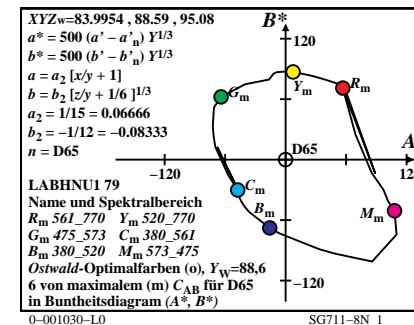 XYZw=83.9954 , 88.59 , 95.08
a* = 500 (a’ – a’n) Y1/3
b* = 500 (b’ – b’n) Y1/3
a = a2 [x/y + 1]
b = b2 [z/y + 1/6 ]1/3
a2 = 1/15 = 0.06666
b2 = –1/12 = –0.08333
n = D65
B*
120
Ym
Rm
Gm
D65
A
–120
12
LABHNU1 79
Name und Spektralbereich
Rm 561_770 Ym 520_770
Gm 475_573 Cm 380_561
Bm 380_520 Mm 573_475
Ostwald-Optimalfarben (o), YW=88,6
6 von maximalem (m) CAB für D65
in Buntheitsdiagram (A*, B*)
Cm
Bm
Mm
–120
0–001030–L0
SG711–8N 1